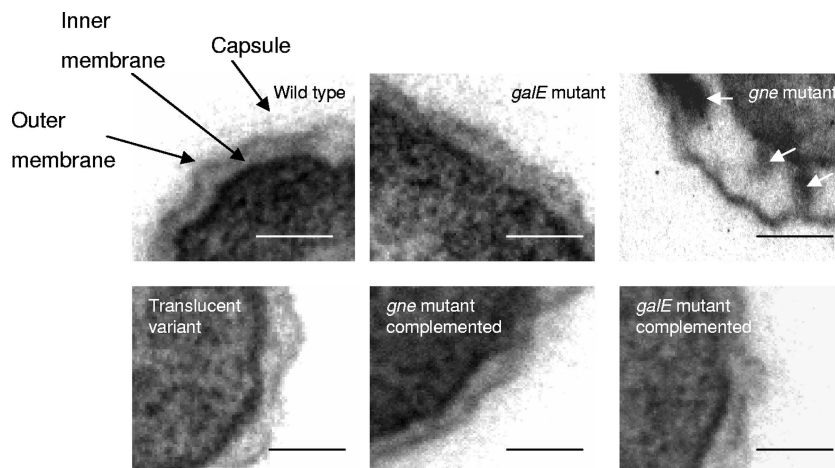 Inner
membrane
Capsule
Outer
membrane
Wild type
galE mutant
gne mutant
Translucent
variant
gne mutant
complemented
galE mutant
complemented